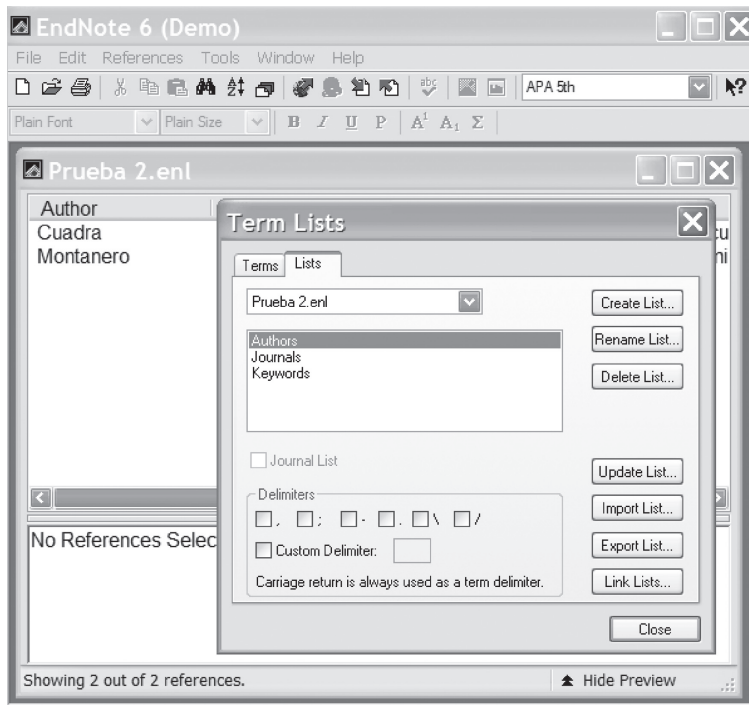 EndNote 6 (Demo)
File Edit References Tools Window Help
APA 5th
Plain Font Plain Size B I U P A¹ A₁ Σ
Prueba 2.enl
Author
Cuadra
Montanero
Term Lists
Terms Lists
Prueba 2.enl
Create List...
Authors
Rename List...
Journals
Keywords
Delete List...
Journal List
Update List...
Delimiters
, ; - . \ /
Import List...
Custom Delimiter:
Export List...
Carriage return is always used as a term delimiter.
Link Lists...
Close
No References Selec
Showing 2 out of 2 references.
Hide Preview